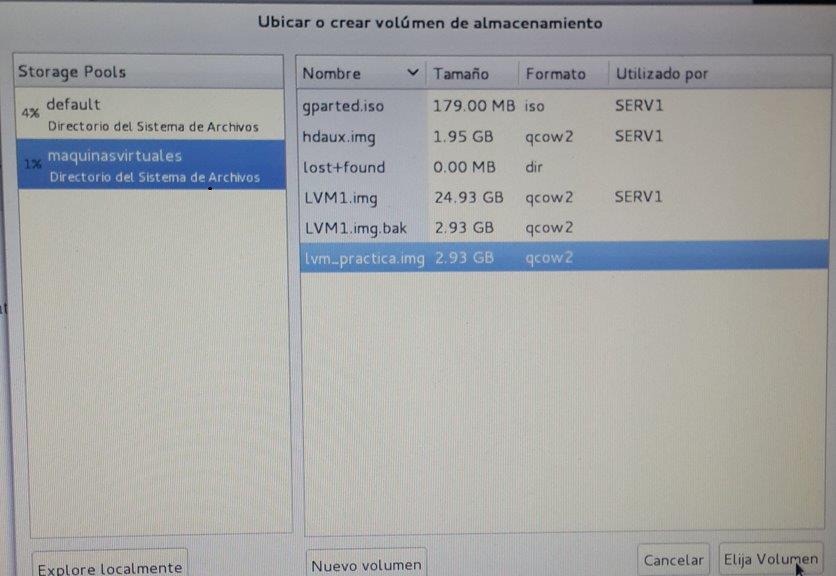 Ubicar o crear volúmen de almacenamiento
Storage Pools
4% default
Directorio del Sistema de Archivos
1% maquinasvirtuales
Directorio del Sistema de Archivos
Nombre Tamaño Formato Utilizado por
gparted.iso 179.00 MB iso SERV1
hdaux.img 1.95 GB qcow2 SERV1
lost+found 0.00 MB dir
LVM1.img 24.93 GB qcow2 SERV1
LVM1.img.bak 2.93 GB qcow2
lvm_practica.img 2.93 GB qcow2
Explore localmente
Nuevo volumen
Cancelar
Elija Volumen